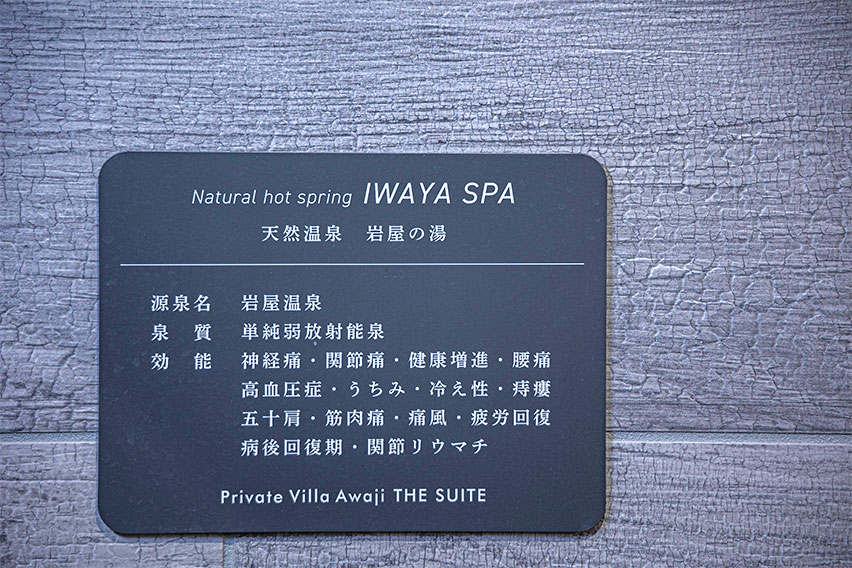 Natural hot spring IWAYA SPA
天然温泉　岩屋の湯
源泉名　岩屋温泉
泉　質　単純弱放射能泉
効　能　神経痛・関節痛・健康増進・腰痛
高血圧症・うちみ・冷え性・痔瘻
五十肩・筋肉痛・痛風・疲労回復
病後回復期・関節リウマチ
Private Villa Awaji THE SUITE